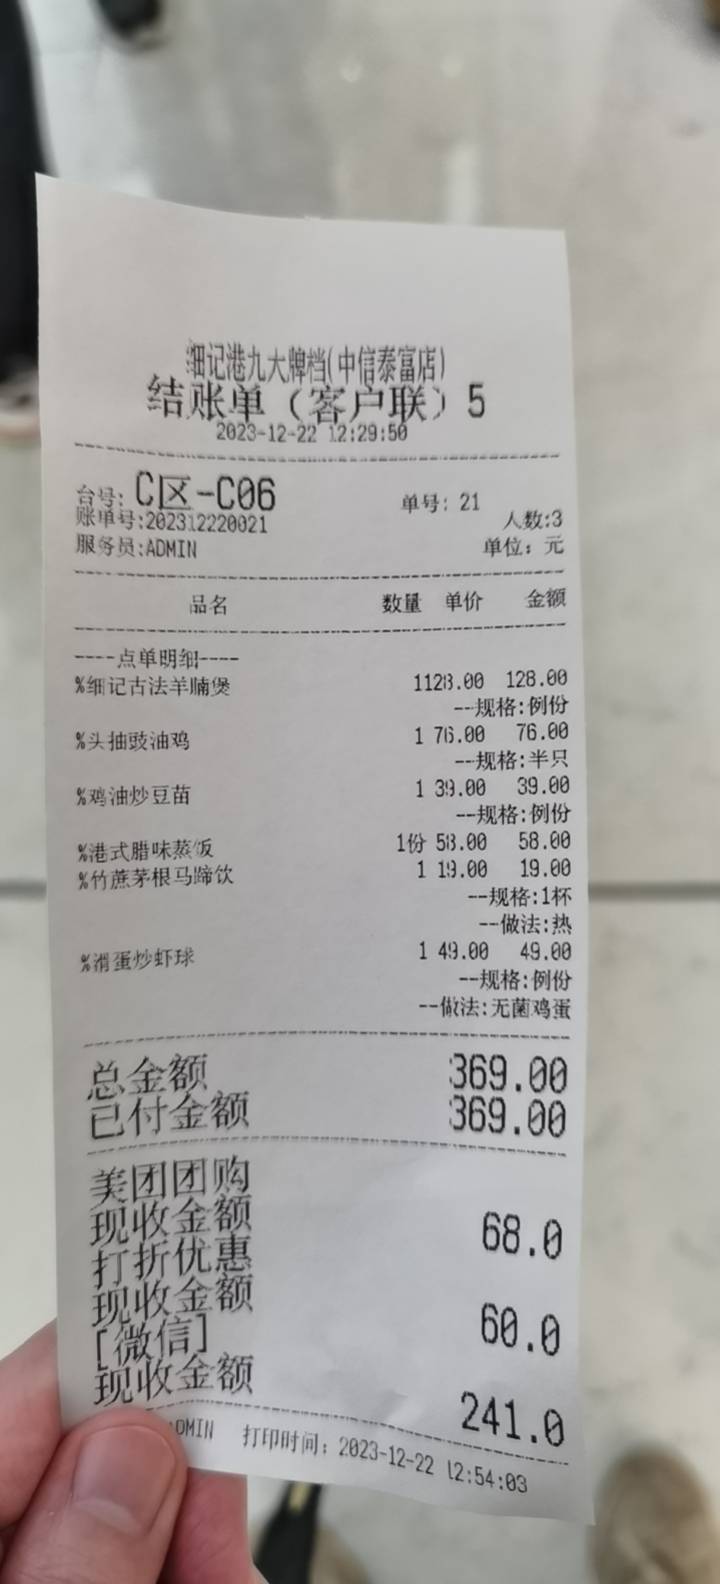 细记港九大牌档(中信泰富店)
结账单（客户联）5
2023-12-22 12:29:50
台号: C区-C06 单号: 21
账单号:202312220021 人数:3
服务员:ADMIN 单位: 元
品名 数量 单价 金额
----点单明细----
%细记古法羊腩煲 1128.00 128.00
--规格:例份
%头抽豉油鸡 1 76.00 76.00
--规格:半只
%鸡油炒豆苗 1 39.00 39.00
--规格:例份
%港式腊味蒸饭 1份 58.00 58.00
%竹蔗茅根马蹄饮 1 19.00 19.00
--规格:1杯
--做法:热
%滑蛋炒虾球 1 49.00 49.00
--规格:例份
--做法:无菌鸡蛋
总金额 369.00
已付金额 369.00
美团团购
现收金额 68.0
打折优惠
现收金额 60.0
[微信]
现收金额 241.0
ADMIN 打印时间: 2023-12-22 12:54:03